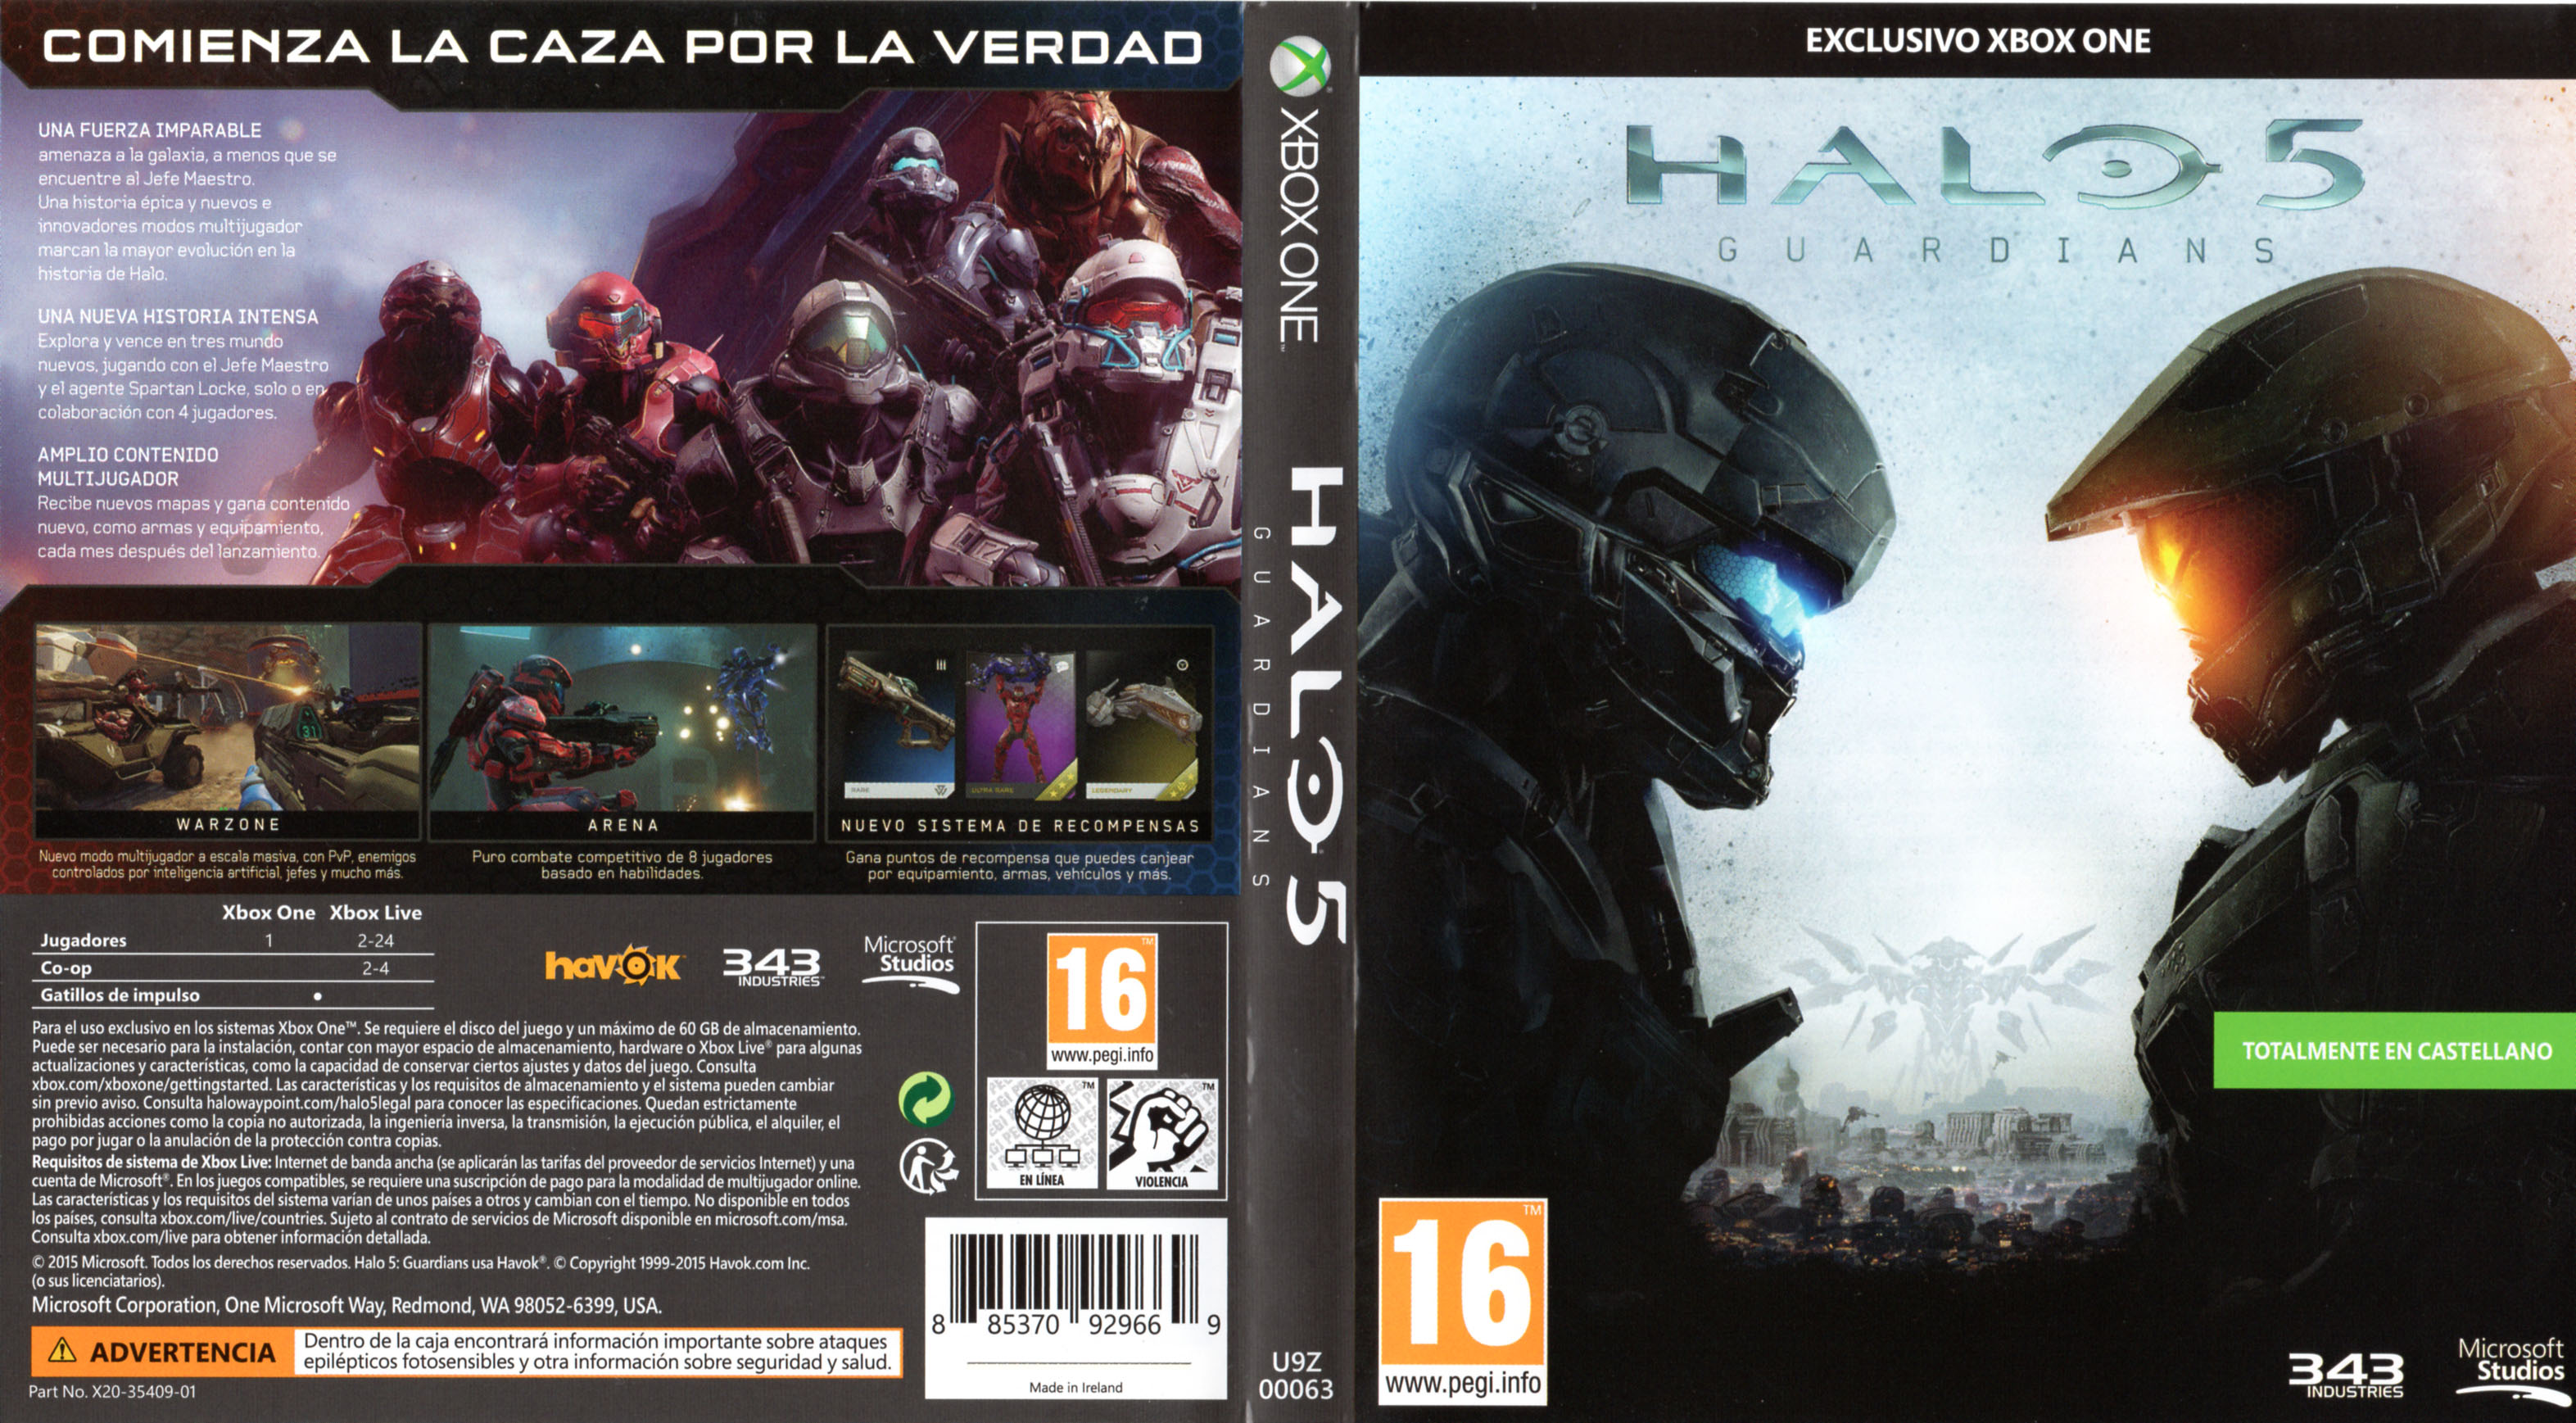 COMIENZA LA CAZA POR LA VERDAD
UNA FUERZA IMPARABLE
amenaza a la galaxia, a menos que se
encuentre al Jefe Maestro.
Una historia épica y nuevos e
innovadores modos multijugador
marcan la mayor evolución en la
historia de Halo.
UNA NUEVA HISTORIA INTENSA
Explora y vence en tres mundo
nuevos, jugando con el Jefe Maestro
y el agente Spartan Locke, solo o en
colaboración con 4 jugadores.
AMPLIO CONTENIDO
MULTIJUGADOR
Recibe nuevos mapas y gana contenido
nuevo, como armas y equipamiento,
cada mes después del lanzamiento.
31
RARE
ULTRA RARE
LEGENDARY
WARZONE
Nuevo modo multijugador a escala masiva, con PvP, enemigos
controlados por inteligencia artificial, jefes y mucho más.
ARENA
Puro combate competitivo de 8 jugadores
basado en habilidades.
NUEVO SISTEMA DE RECOMPENSAS
Gana puntos de recompensa que puedes canjear
por equipamiento, armas, vehículos y más.
Xbox One Xbox Live
Jugadores 1 2-24
Co-op 2-4
Gatillos de impulso •
havok
343
INDUSTRIES™
Microsoft®
Studios
Para el uso exclusivo en los sistemas Xbox One™. Se requiere el disco del juego y un máximo de 60 GB de almacenamiento.
Puede ser necesario para la instalación, contar con mayor espacio de almacenamiento, hardware o Xbox Live® para algunas
actualizaciones y características, como la capacidad de conservar ciertos ajustes y datos del juego. Consulta
xbox.com/xboxone/gettingstarted. Las características y los requisitos de almacenamiento y el sistema pueden cambiar
sin previo aviso. Consulta halowaypoint.com/halo5legal para conocer las especificaciones. Quedan estrictamente
prohibidas acciones como la copia no autorizada, la ingeniería inversa, la transmisión, la ejecución pública, el alquiler, el
pago por jugar o la anulación de la protección contra copias.
Requisitos de sistema de Xbox Live: Internet de banda ancha (se aplicarán las tarifas del proveedor de servicios Internet) y una
cuenta de Microsoft®. En los juegos compatibles, se requiere una suscripción de pago para la modalidad de multijugador online.
Las características y los requisitos del sistema varían de unos países a otros y cambian con el tiempo. No disponible en todos
los países, consulta xbox.com/live/countries. Sujeto al contrato de servicios de Microsoft disponible en microsoft.com/msa.
Consulta xbox.com/live para obtener información detallada.
© 2015 Microsoft. Todos los derechos reservados. Halo 5: Guardians usa Havok®. © Copyright 1999-2015 Havok.com Inc.
(o sus licenciatarios).
Microsoft Corporation, One Microsoft Way, Redmond, WA 98052-6399, USA.
ADVERTENCIA
Dentro de la caja encontrará información importante sobre ataques
epilépticos fotosensibles y otra información sobre seguridad y salud.
Part No. X20-35409-01
16™
www.pegi.info
EN LÍNEA
VIOLENCIA
8 85370 92966 9
Made in Ireland
XBOX ONE™
HALO 5
GUARDIANS
U9Z
00063
EXCLUSIVO XBOX ONE
HALO 5
GUARDIANS
TOTALMENTE EN CASTELLANO
16™
www.pegi.info
343
INDUSTRIES
Microsoft
Studios